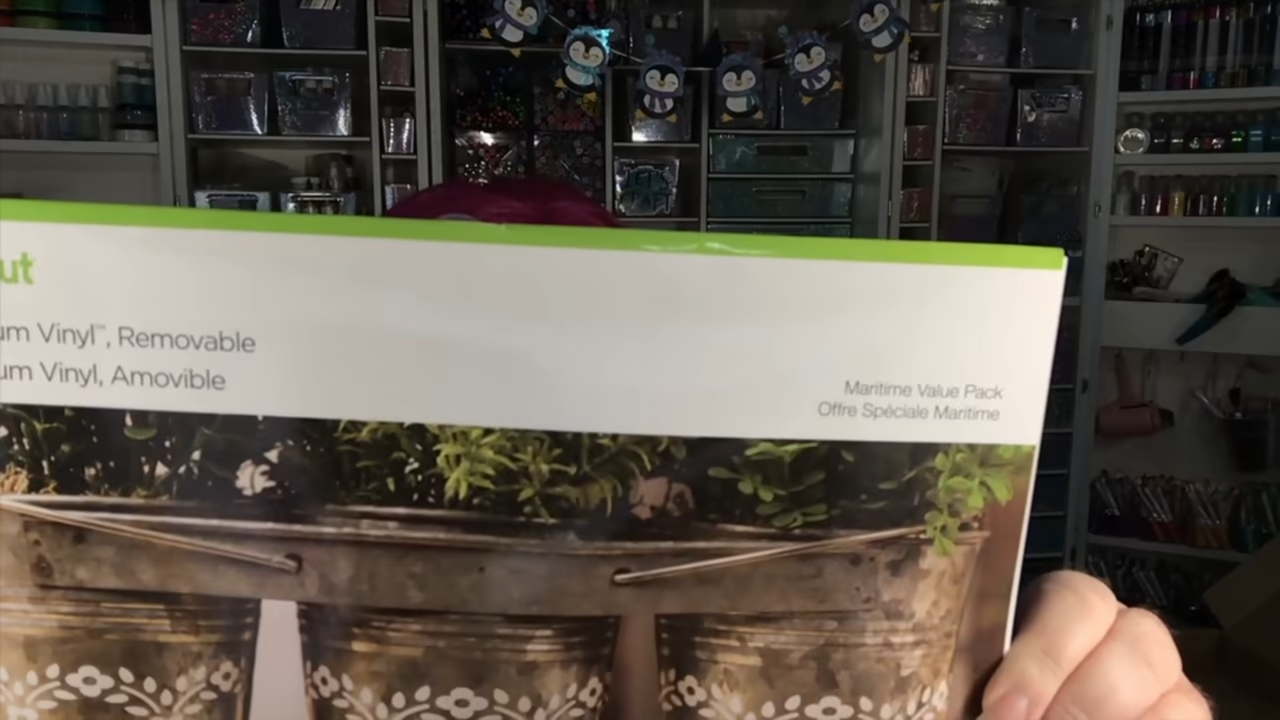 ut
um Vinyl™, Removable
um Vinyl, Amovible
Maritime Value Pack
Offre Spéciale Maritime